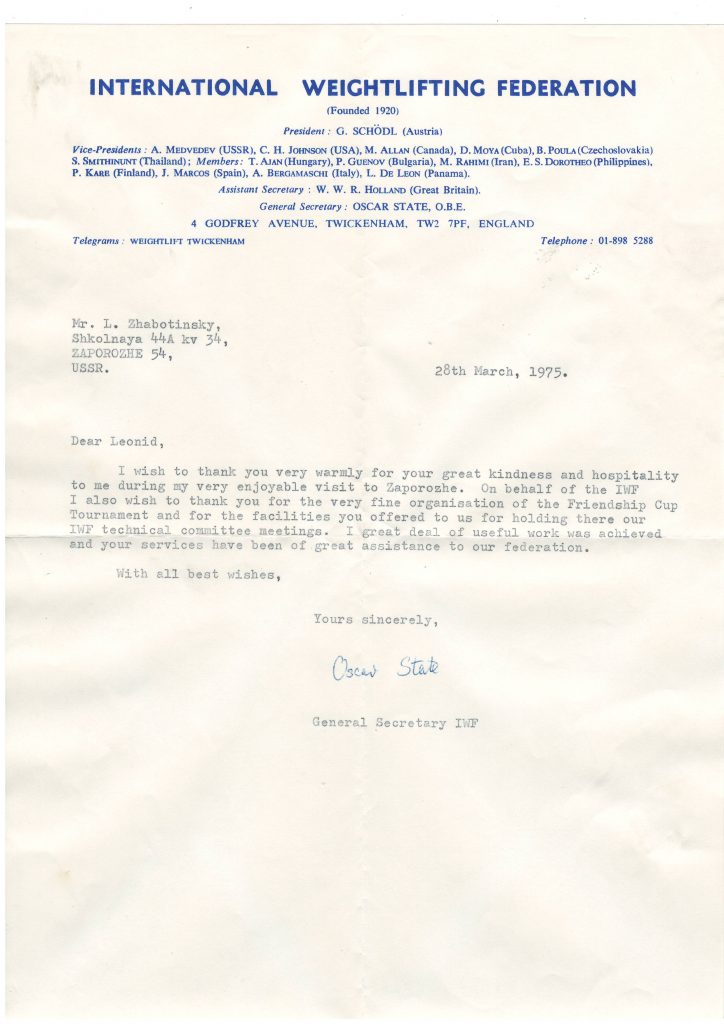 INTERNATIONAL WEIGHTLIFTING FEDERATION
(Founded 1920)
President : G. SCHÖDL (Austria)
Vice-Presidents : A. MEDVEDEV (USSR), C. H. JOHNSON (USA), M. ALLAN (Canada), D. MOYA (Cuba), B. POULA (Czechoslovakia)
S. SMITHINUNT (Thailand) ; Members: T. AJAN (Hungary), P. GUENOV (Bulgaria), M. RAHIMI (Iran), E. S. DOROTHEO (Philippines),
P. KARE (Finland), J. MARCOS (Spain), A. BERGAMASCHI (Italy), L. DE LEON (Panama).
Assistant Secretary : W. W. R. HOLLAND (Great Britain).
General Secretary : OSCAR STATE, O.B.E.
4 GODFREY AVENUE, TWICKENHAM, TW2 7PF, ENGLAND
Telegrams : WEIGHTLIFT TWICKENHAM Telephone : 01-898 5288
Mr. L. Zhabotinsky,
Shkolnaya 44A kv 34,
ZAPOROZHE 54,
USSR.
28th March, 1975.
Dear Leonid,
I wish to thank you very warmly for your great kindness and hospitality
to me during my very enjoyable visit to Zaporozhe. On behalf of the IWF
I also wish to thank you for the very fine organisation of the Friendship Cup
Tournament and for the facilities you offered to us for holding there our
IWF technical committee meetings. I great deal of useful work was achieved
and your services have been of great assistance to our federation.
With all best wishes,
Yours sincerely,
Oscar State
General Secretary IWF